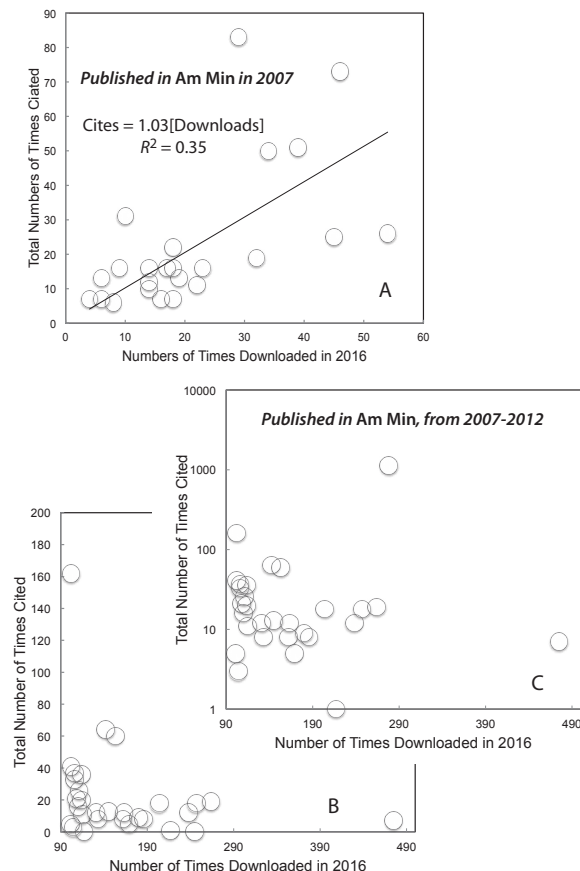 90
80
70
60
50
40
30
20
10
0
Total Numbers of Times Ciated
Published in Am Min in 2007
Cites = 1.03[Downloads]
R² = 0.35
A
0 10 20 30 40 50 60
Numbers of Times Downloaded in 2016
10000
1000
100
10
1
Total Number of Times Cited
Published in Am Min, from 2007-2012
C
90 190 290 390 490
Number of Times Downloaded in 2016
200
180
160
140
120
100
80
60
40
20
0
Total Number of Times Cited
B
90 190 290 390 490
Number of Times Downloaded in 2016